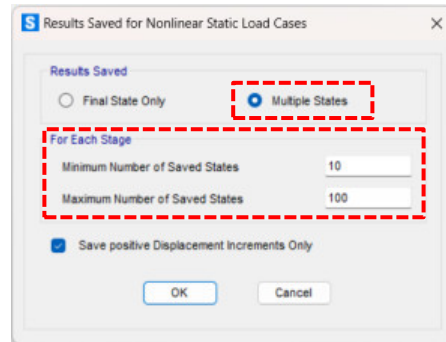 S Results Saved for Nonlinear Static Load Cases
Results Saved
Final State Only Multiple States
For Each Stage
Minimum Number of Saved States 10
Maximum Number of Saved States 100
Save positive Displacement Increments Only
OK Cancel